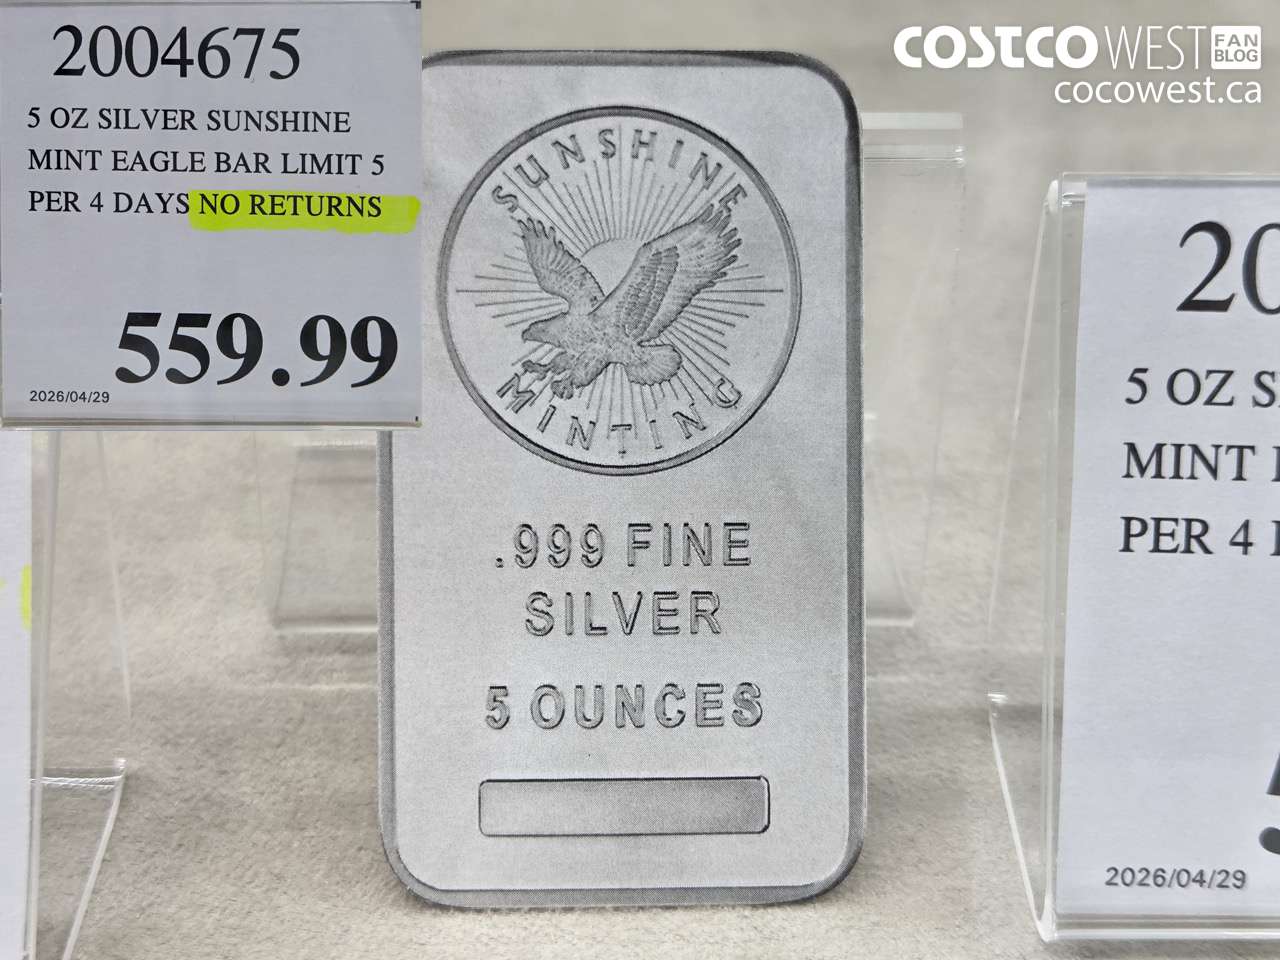 2004675
5 OZ SILVER SUNSHINE
MINT EAGLE BAR LIMIT 5
PER 4 DAYS NO RETURNS
559.99
2026/04/29
COSTCO WEST FAN BLOG
cocowest.ca
SUNSHINE
MINTING
.999 FINE
SILVER
5 OUNCES
20
5 OZ S
MINT
PER 4
2026/04/29